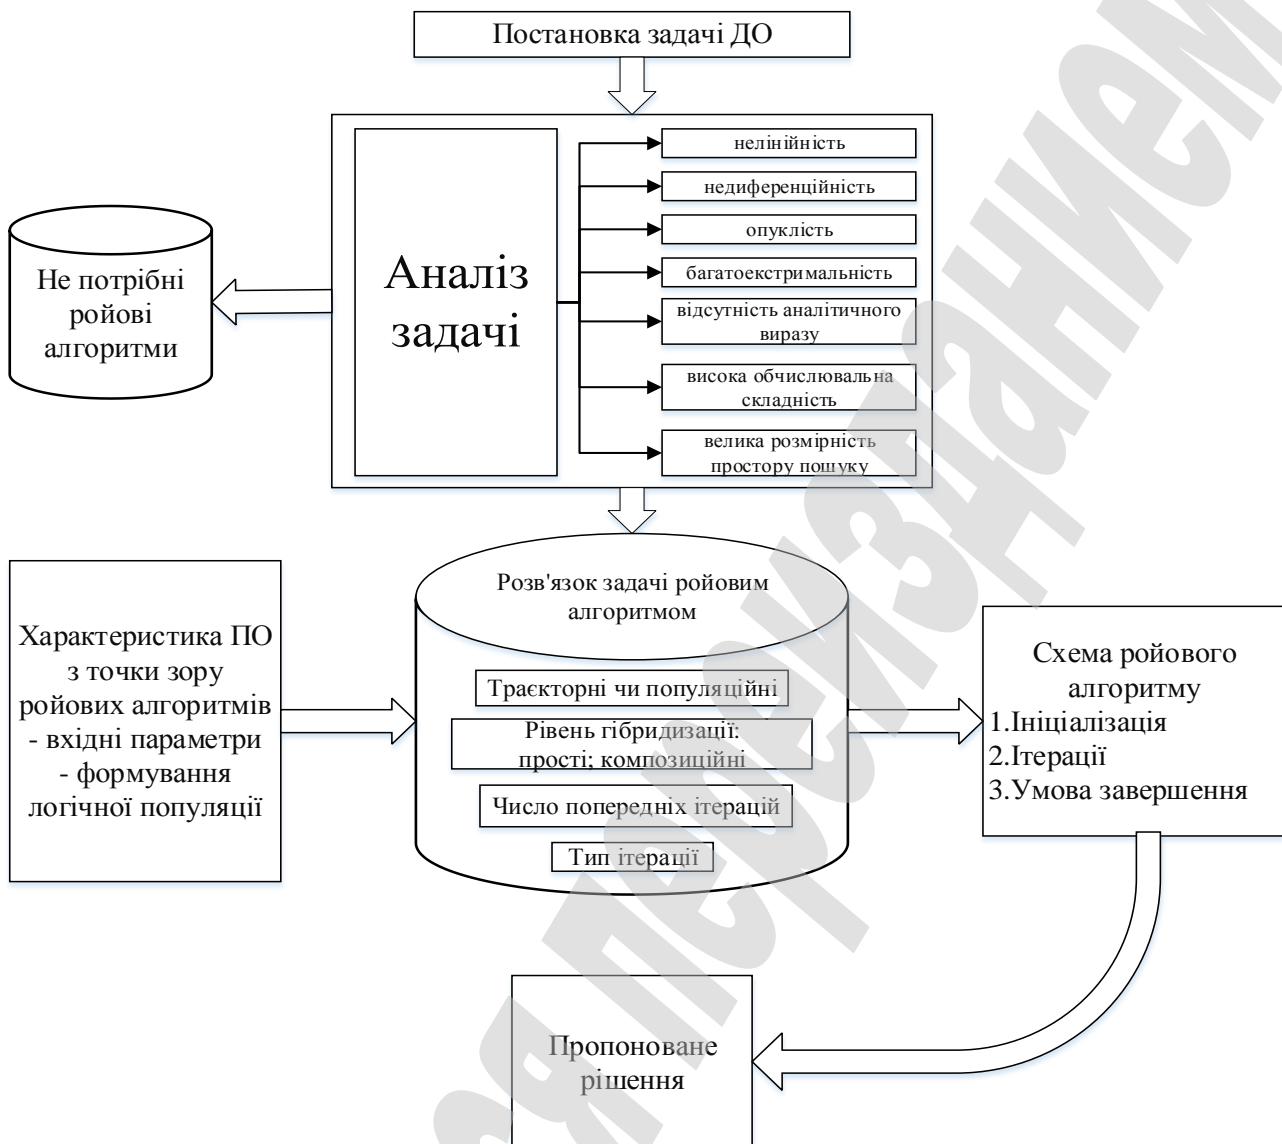 Постановка задачі ДО
Аналіз
задачі
нелінійність
недиференційність
опуклість
багатоекстримальність
відсутність аналітичного
виразу
висока обчислювальна
складність
велика розмірність
простору пошуку
Не потрібні
ройові
алгоритми
Розв'язок задачі ройовим
алгоритмом
Траєкторні чи популяційні
Рівень гібридизації:
прості; композиційні
Число попередніх ітерацій
Тип ітерації
Характеристика ПО
з точки зору
ройових алгоритмів
- вхідні параметри
- формування
логічної популяції
Схема ройового
алгоритму
1.Ініціалізація
2.Ітерації
3.Умова завершення
Пропоноване
рішення
переизданием